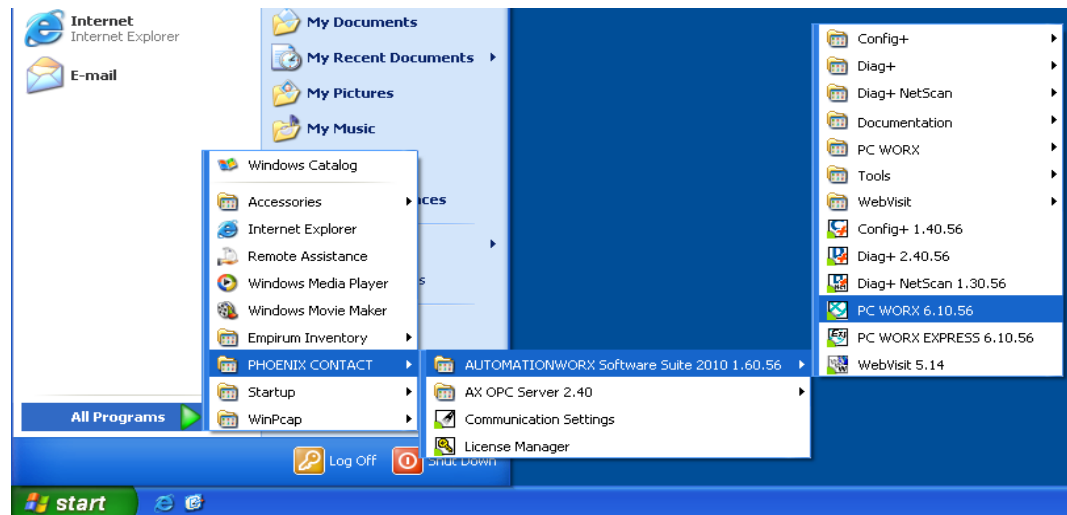 Internet
Internet Explorer
E-mail
My Documents
My Recent Documents
My Pictures
My Music
Windows Catalog
Accessories
Internet Explorer
Remote Assistance
Windows Media Player
Windows Movie Maker
Empirum Inventory
PHOENIX CONTACT
Startup
WinPcap
nces
s
AUTOMATIONWORX Software Suite 2010 1.60.56
AX OPC Server 2.40
Communication Settings
License Manager
Config+
Diag+
Diag+ NetScan
Documentation
PC WORX
Tools
WebVisit
Config+ 1.40.56
Diag+ 2.40.56
Diag+ NetScan 1.30.56
PC WORX 6.10.56
PC WORX EXPRESS 6.10.56
WebVisit 5.14
All Programs
Log Off
Shut Down
start